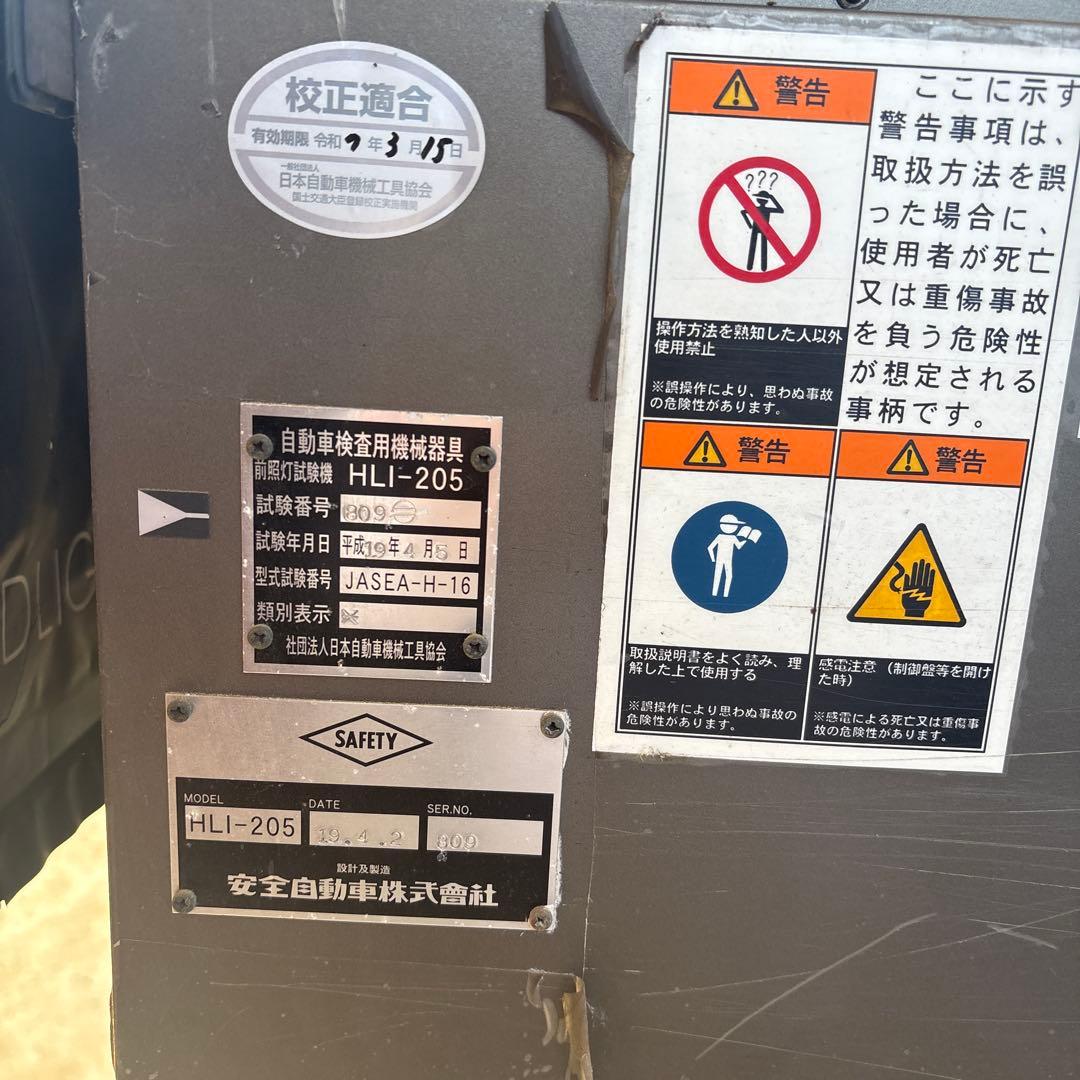 校正適合
有効期限 令和 7 年 3 月 15 日
一般社団法人
日本自動車機械工具協会
国土交通大臣登録校正実施機関
自動車検査用機械器具
前照灯試験機 HLI-205
試験番号 809
試験年月日 平成 19 年 4 月 5 日
型式試験番号 JASEA-H-16
類別表示
社団法人日本自動車機械工具協会
SAFETY
MODEL DATE SER.NO.
HLI-205 19.4.2 809
設計及製造
安全自動車株式會社
警告
???
操作方法を熟知した人以外
使用禁止
※誤操作により、思わぬ事故
の危険性があります。
ここに示す
警告事項は、
取扱方法を誤
った場合に、
使用者が死亡
又は重傷事故
を負う危険性
が想定される
事柄です。
警告
取扱説明書をよく読み、理
解した上で使用する
※誤操作により思わぬ事故の
危険性があります。
警告
感電注意（制御盤等を開け
た時）
※感電による死亡又は重傷事
故の危険性があります。